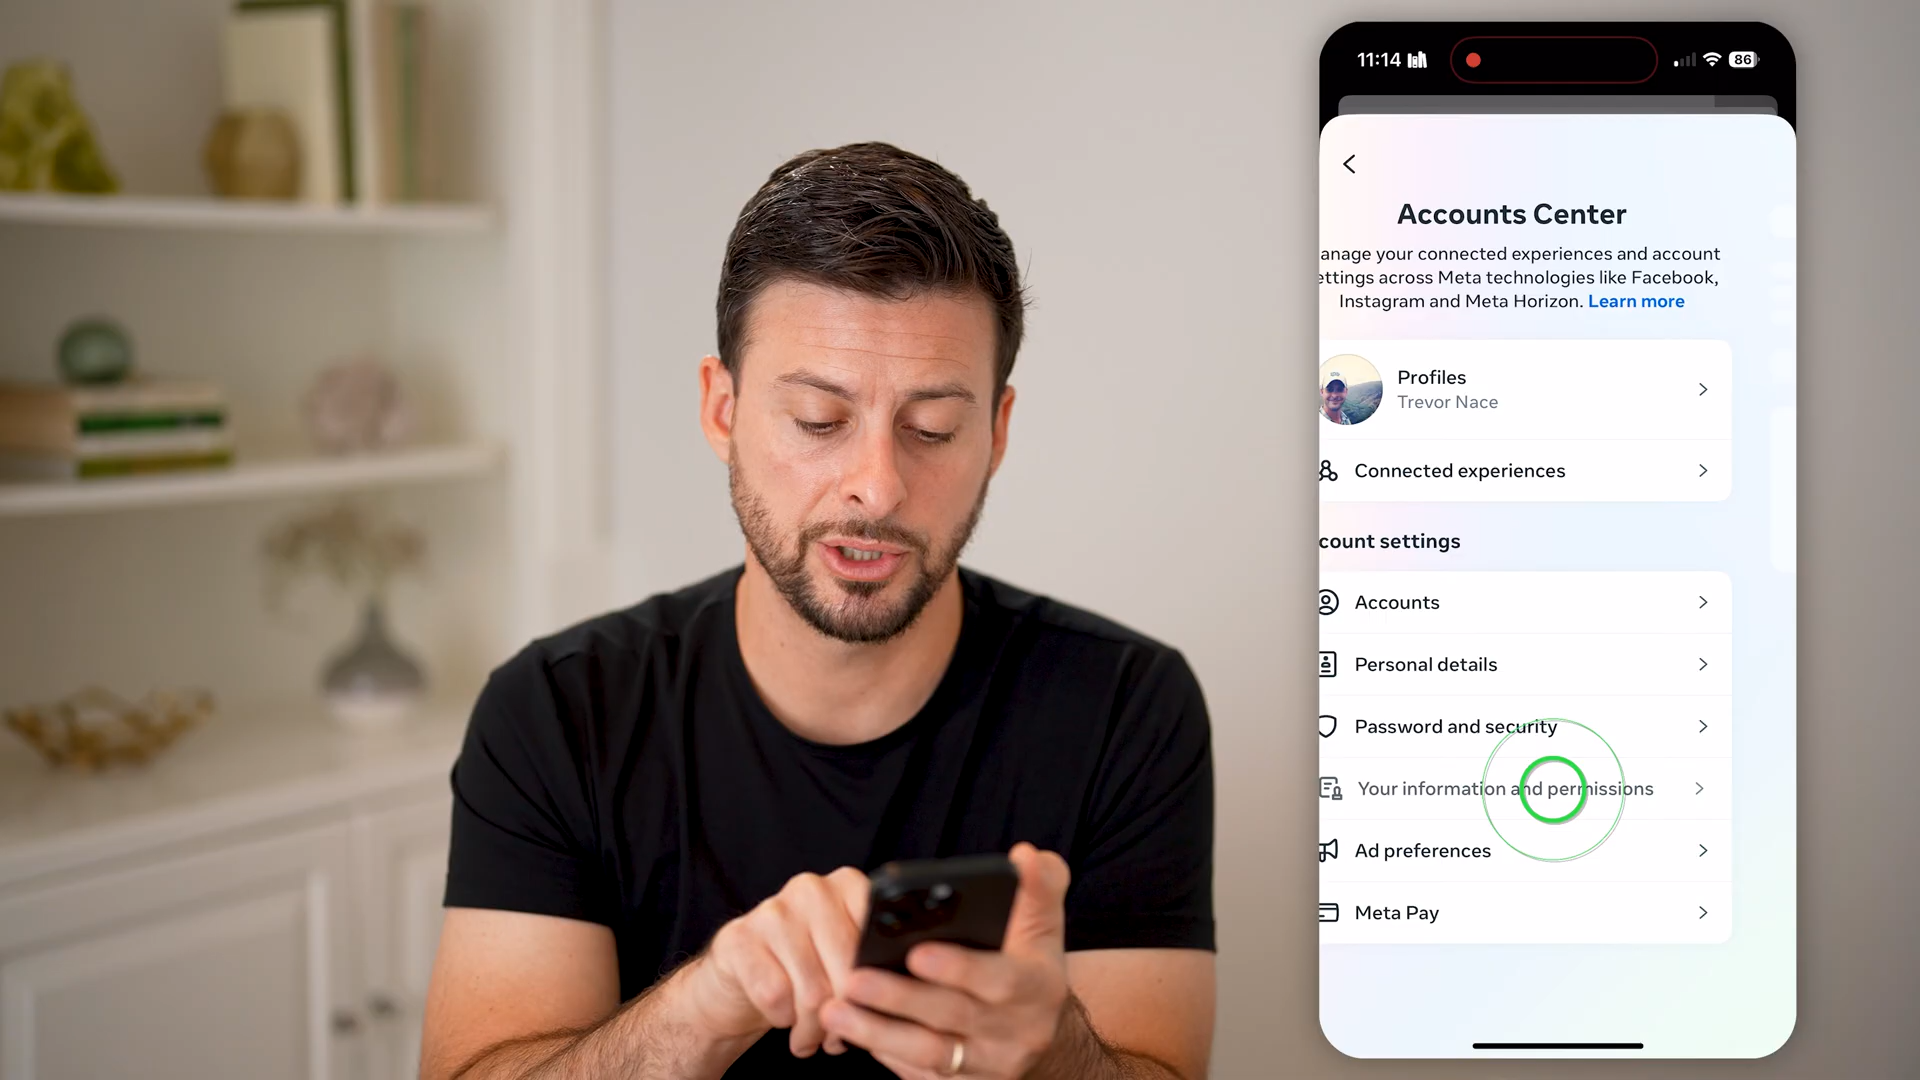 11:14
86
Accounts Center
anage your connected experiences and account
ettings across Meta technologies like Facebook,
Instagram and Meta Horizon. Learn more
Profiles
Trevor Nace
Connected experiences
count settings
Accounts
Personal details
Password and security
Your information and permissions
Ad preferences
Meta Pay